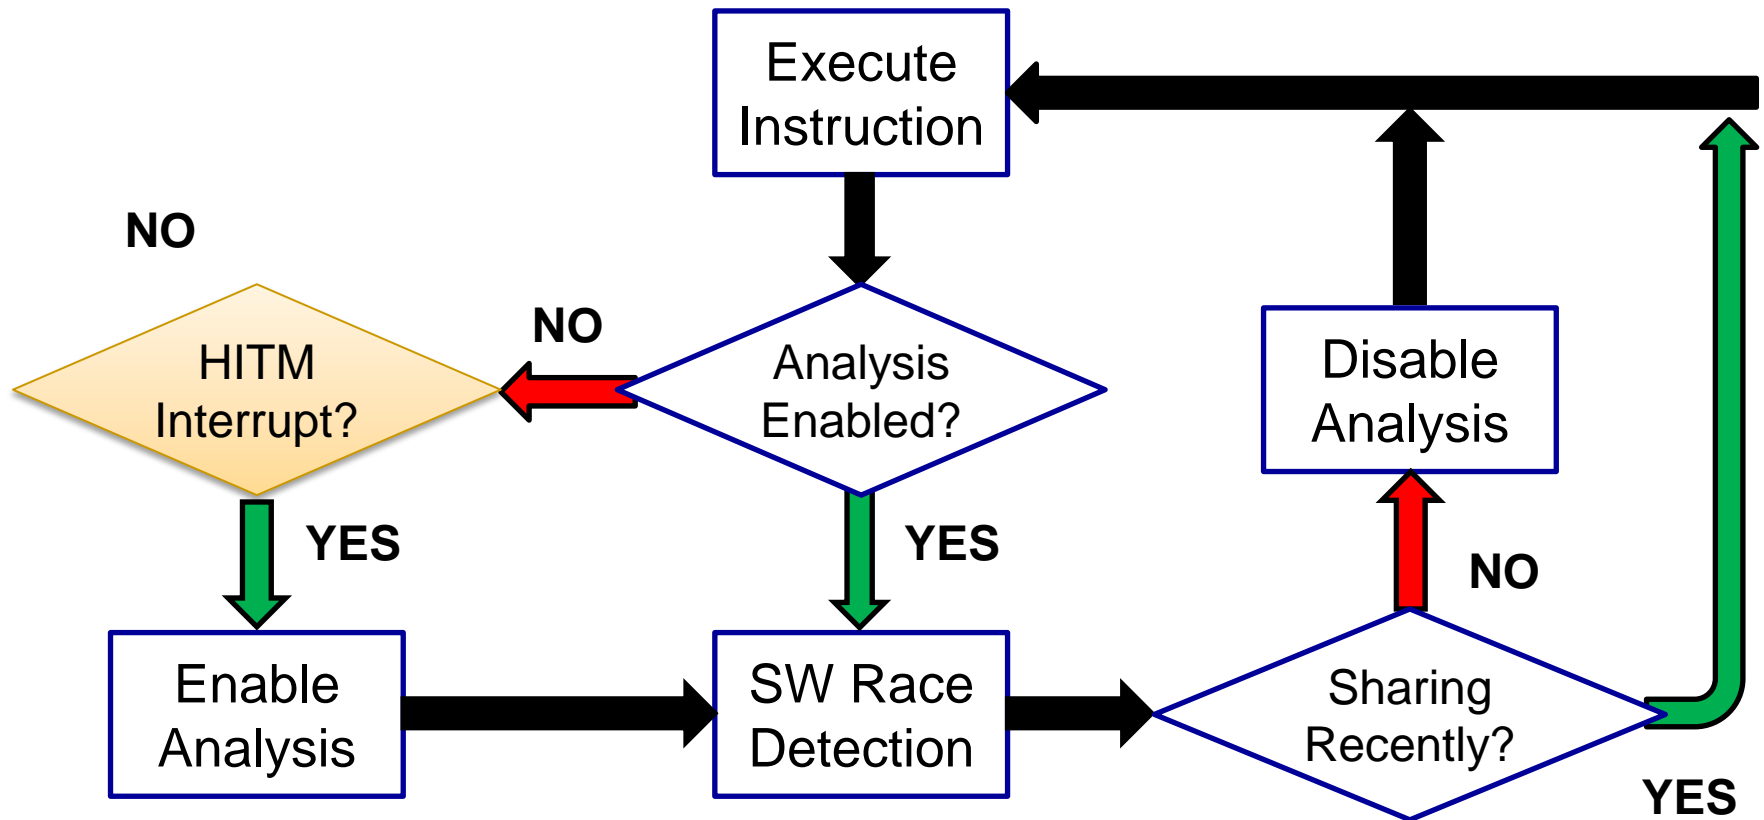 Execute
Instruction
NO
NO
HITM
Interrupt?
Analysis
Enabled?
Disable
Analysis
YES
YES
NO
Enable
Analysis
SW Race
Detection
Sharing
Recently?
YES